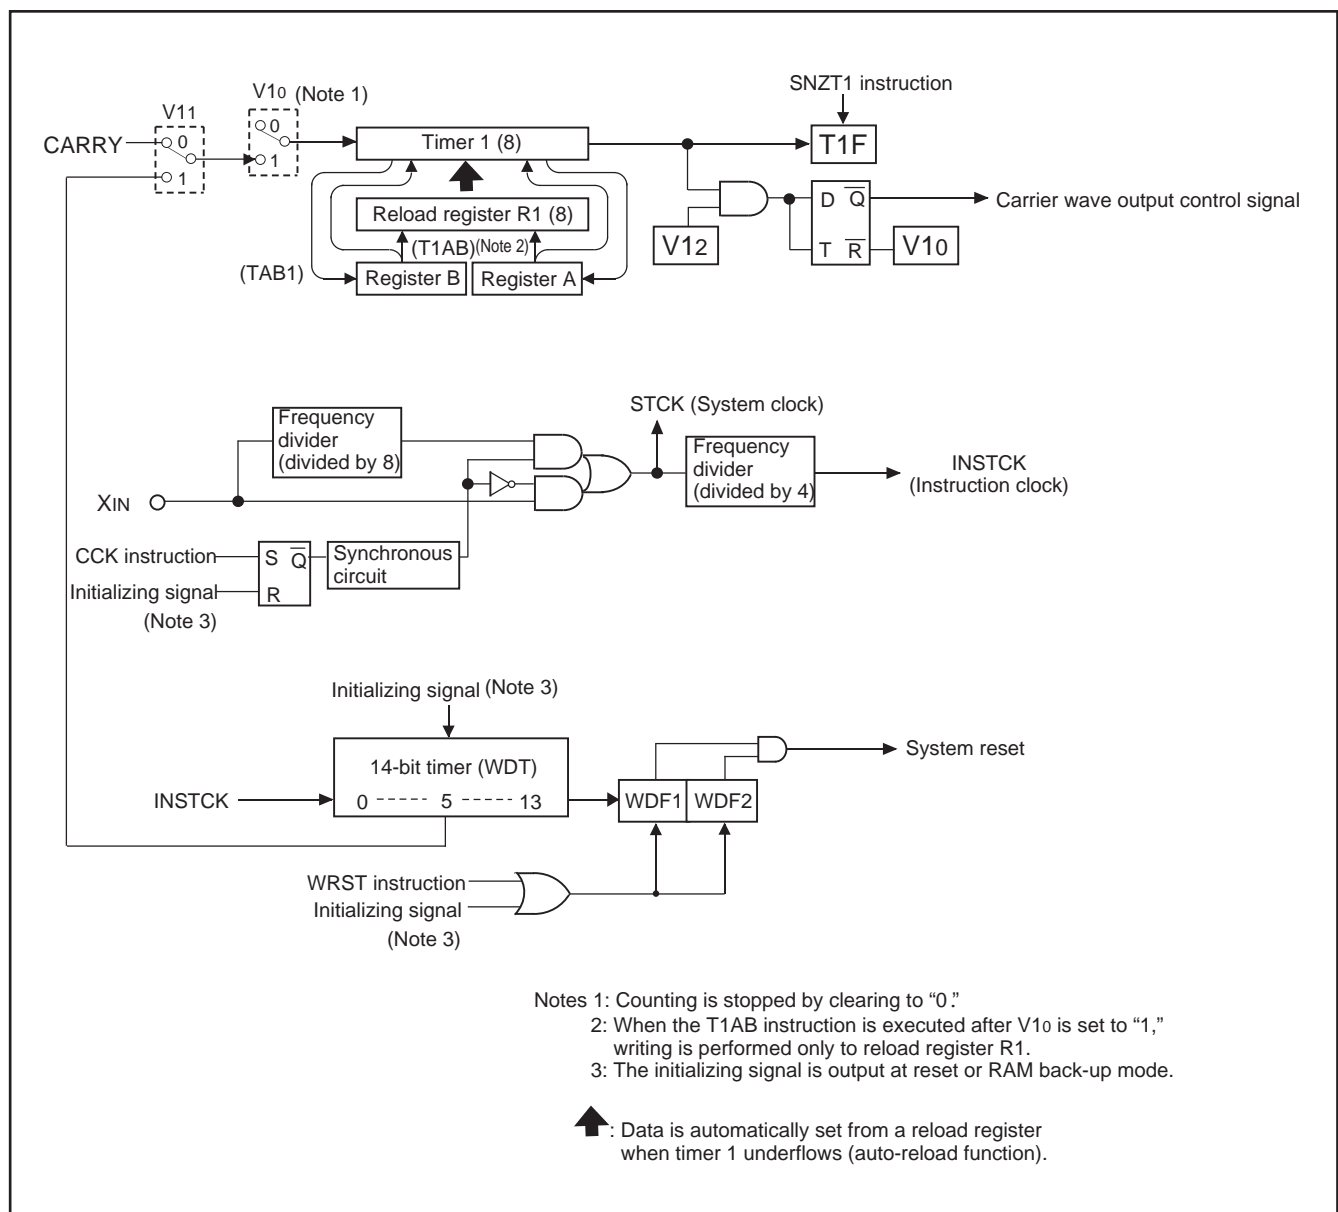 SNZT1 instruction
V10 (Note 1)
V11
0
0
CARRY
1
1
Timer 1 (8)
T1F
Reload register R1 (8)
D Q̅
Carrier wave output control signal
(T1AB)(Note 2)
V12
T R̅
V10
(TAB1)
Register B
Register A
STCK (System clock)
Frequency
divider
(divided by 8)
Frequency
divider
(divided by 4)
INSTCK
(Instruction clock)
XIN
CCK instruction
S Q̅
Synchronous
circuit
Initializing signal
R
(Note 3)
Initializing signal (Note 3)
14-bit timer (WDT)
System reset
INSTCK
0 ----- 5 ----- 13
WDF1
WDF2
WRST instruction
Initializing signal
(Note 3)
Notes 1: Counting is stopped by clearing to “0.”
2: When the T1AB instruction is executed after V10 is set to “1,”
writing is performed only to reload register R1.
3: The initializing signal is output at reset or RAM back-up mode.
: Data is automatically set from a reload register
when timer 1 underflows (auto-reload function).